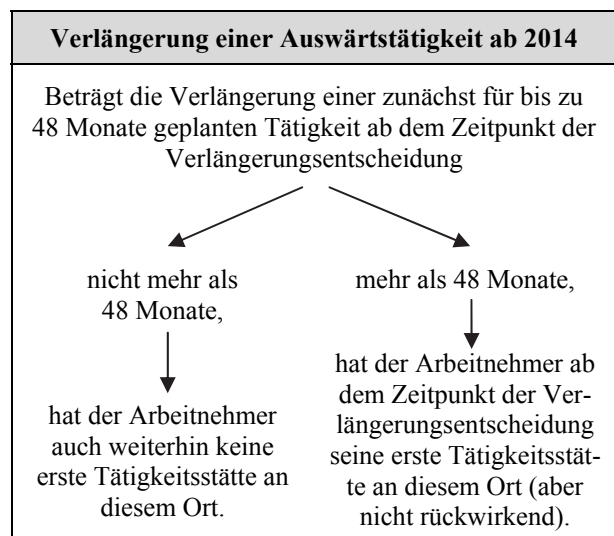 Verlängerung einer Auswärtstätigkeit ab 2014
Beträgt die Verlängerung einer zunächst für bis zu
48 Monate geplanten Tätigkeit ab dem Zeitpunkt der
Verlängerungsentscheidung
nicht mehr als
48 Monate,
hat der Arbeitnehmer
auch weiterhin keine
erste Tätigkeitsstätte an
diesem Ort.
mehr als 48 Monate,
hat der Arbeitnehmer ab
dem Zeitpunkt der Ver-
längerungsentscheidung
seine erste Tätigkeitsstät-
te an diesem Ort (aber
nicht rückwirkend).